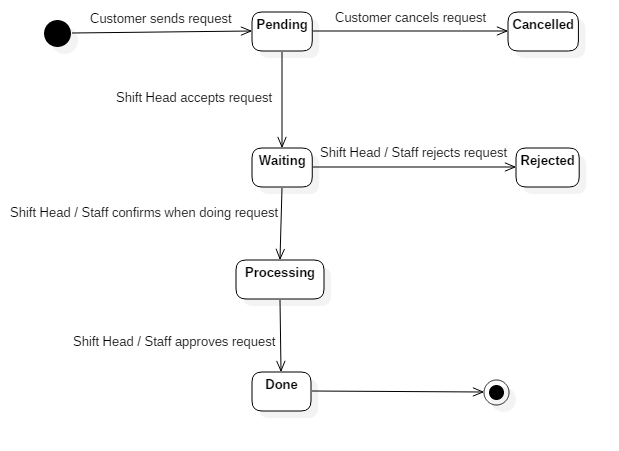 Customer sends request
Pending
Customer cancels request
Cancelled
Shift Head accepts request
Waiting
Shift Head / Staff rejects request
Rejected
Shift Head / Staff confirms when doing request
Processing
Shift Head / Staff approves request
Done